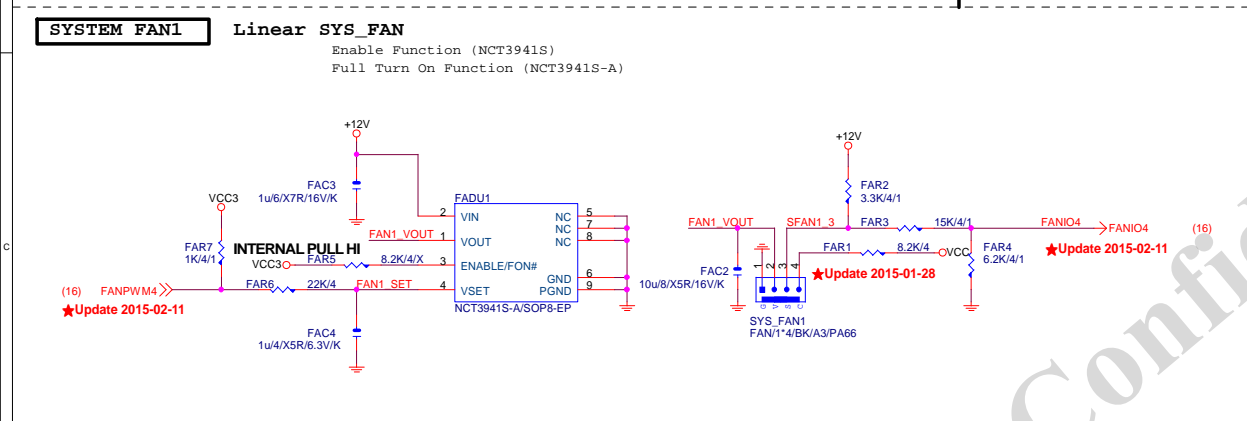 SYSTEM FAN1 Linear SYS_FAN
Enable Function (NCT3941S)
Full Turn On Function (NCT3941S-A)
C
+12V
FAC3
1u/6/X7R/16V/K
VCC3
FAR7
1K/4/1
INTERNAL PULL HI
FAN1_VOUT
VCC3
FAR5
8.2K/4/X
(16)
FANPWM4
★Update 2015-02-11
FAR6
22K/4
FAN1_SET
FAC4
1u/4/X5R/6.3V/K
FADU1
2 VIN
1 VOUT
3 ENABLE/FON#
4 VSET
NC 5
NC 7
NC 8
GND 6
PGND 9
NCT3941S-A/SOP8-EP
+12V
FAR2
3.3K/4/1
FAN1_VOUT
SFAN1_3
FAR3
15K/4/1
FANIO4
FANIO4
(16)
★Update 2015-02-11
FAR1
8.2K/4
VCC
FAR4
6.2K/4/1
★Update 2015-01-28
FAC2
10u/8/X5R/16V/K
1 2 3 4
G V S C
SYS_FAN1
FAN/1*4/BK/A3/PA66